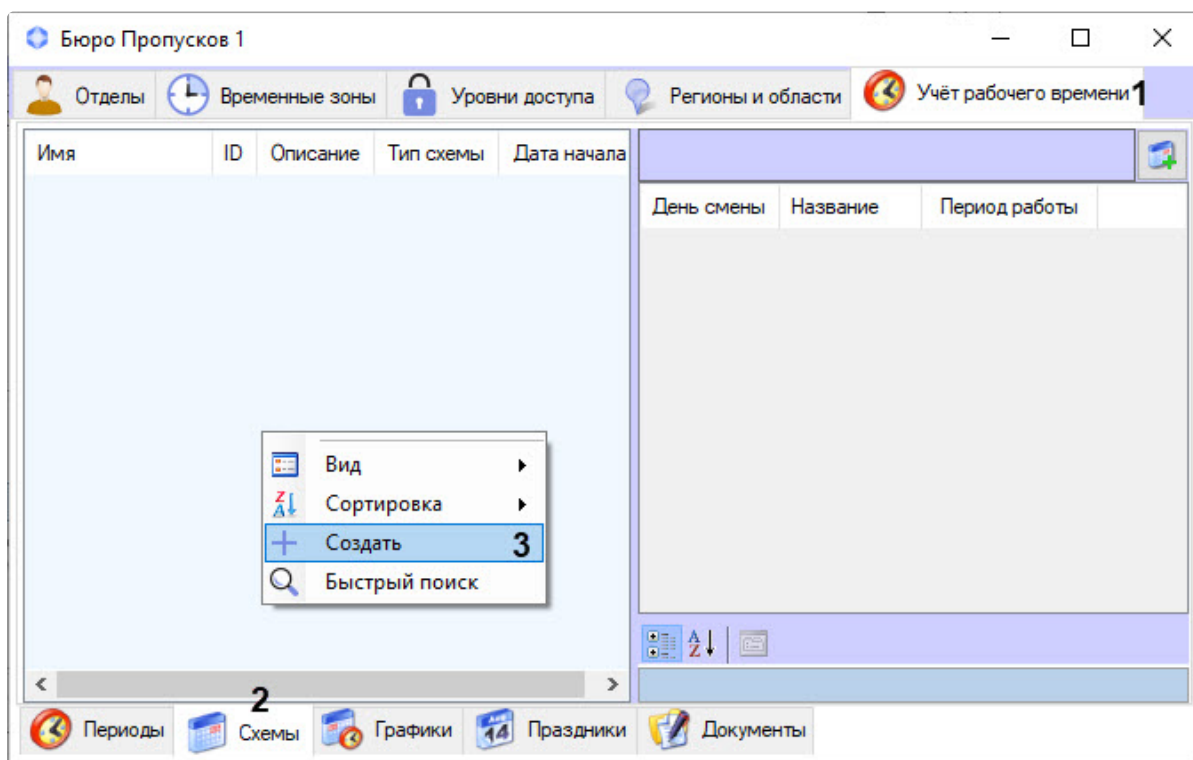 Бюро Пропусков 1
Отделы Временные зоны Уровни доступа Регионы и области Учёт рабочего времени 1
Имя ID Описание Тип схемы Дата начала
День смены Название Период работы
Вид
Сортировка
Создать 3
Быстрый поиск
2
Периоды Схемы Графики 14 Праздники Документы